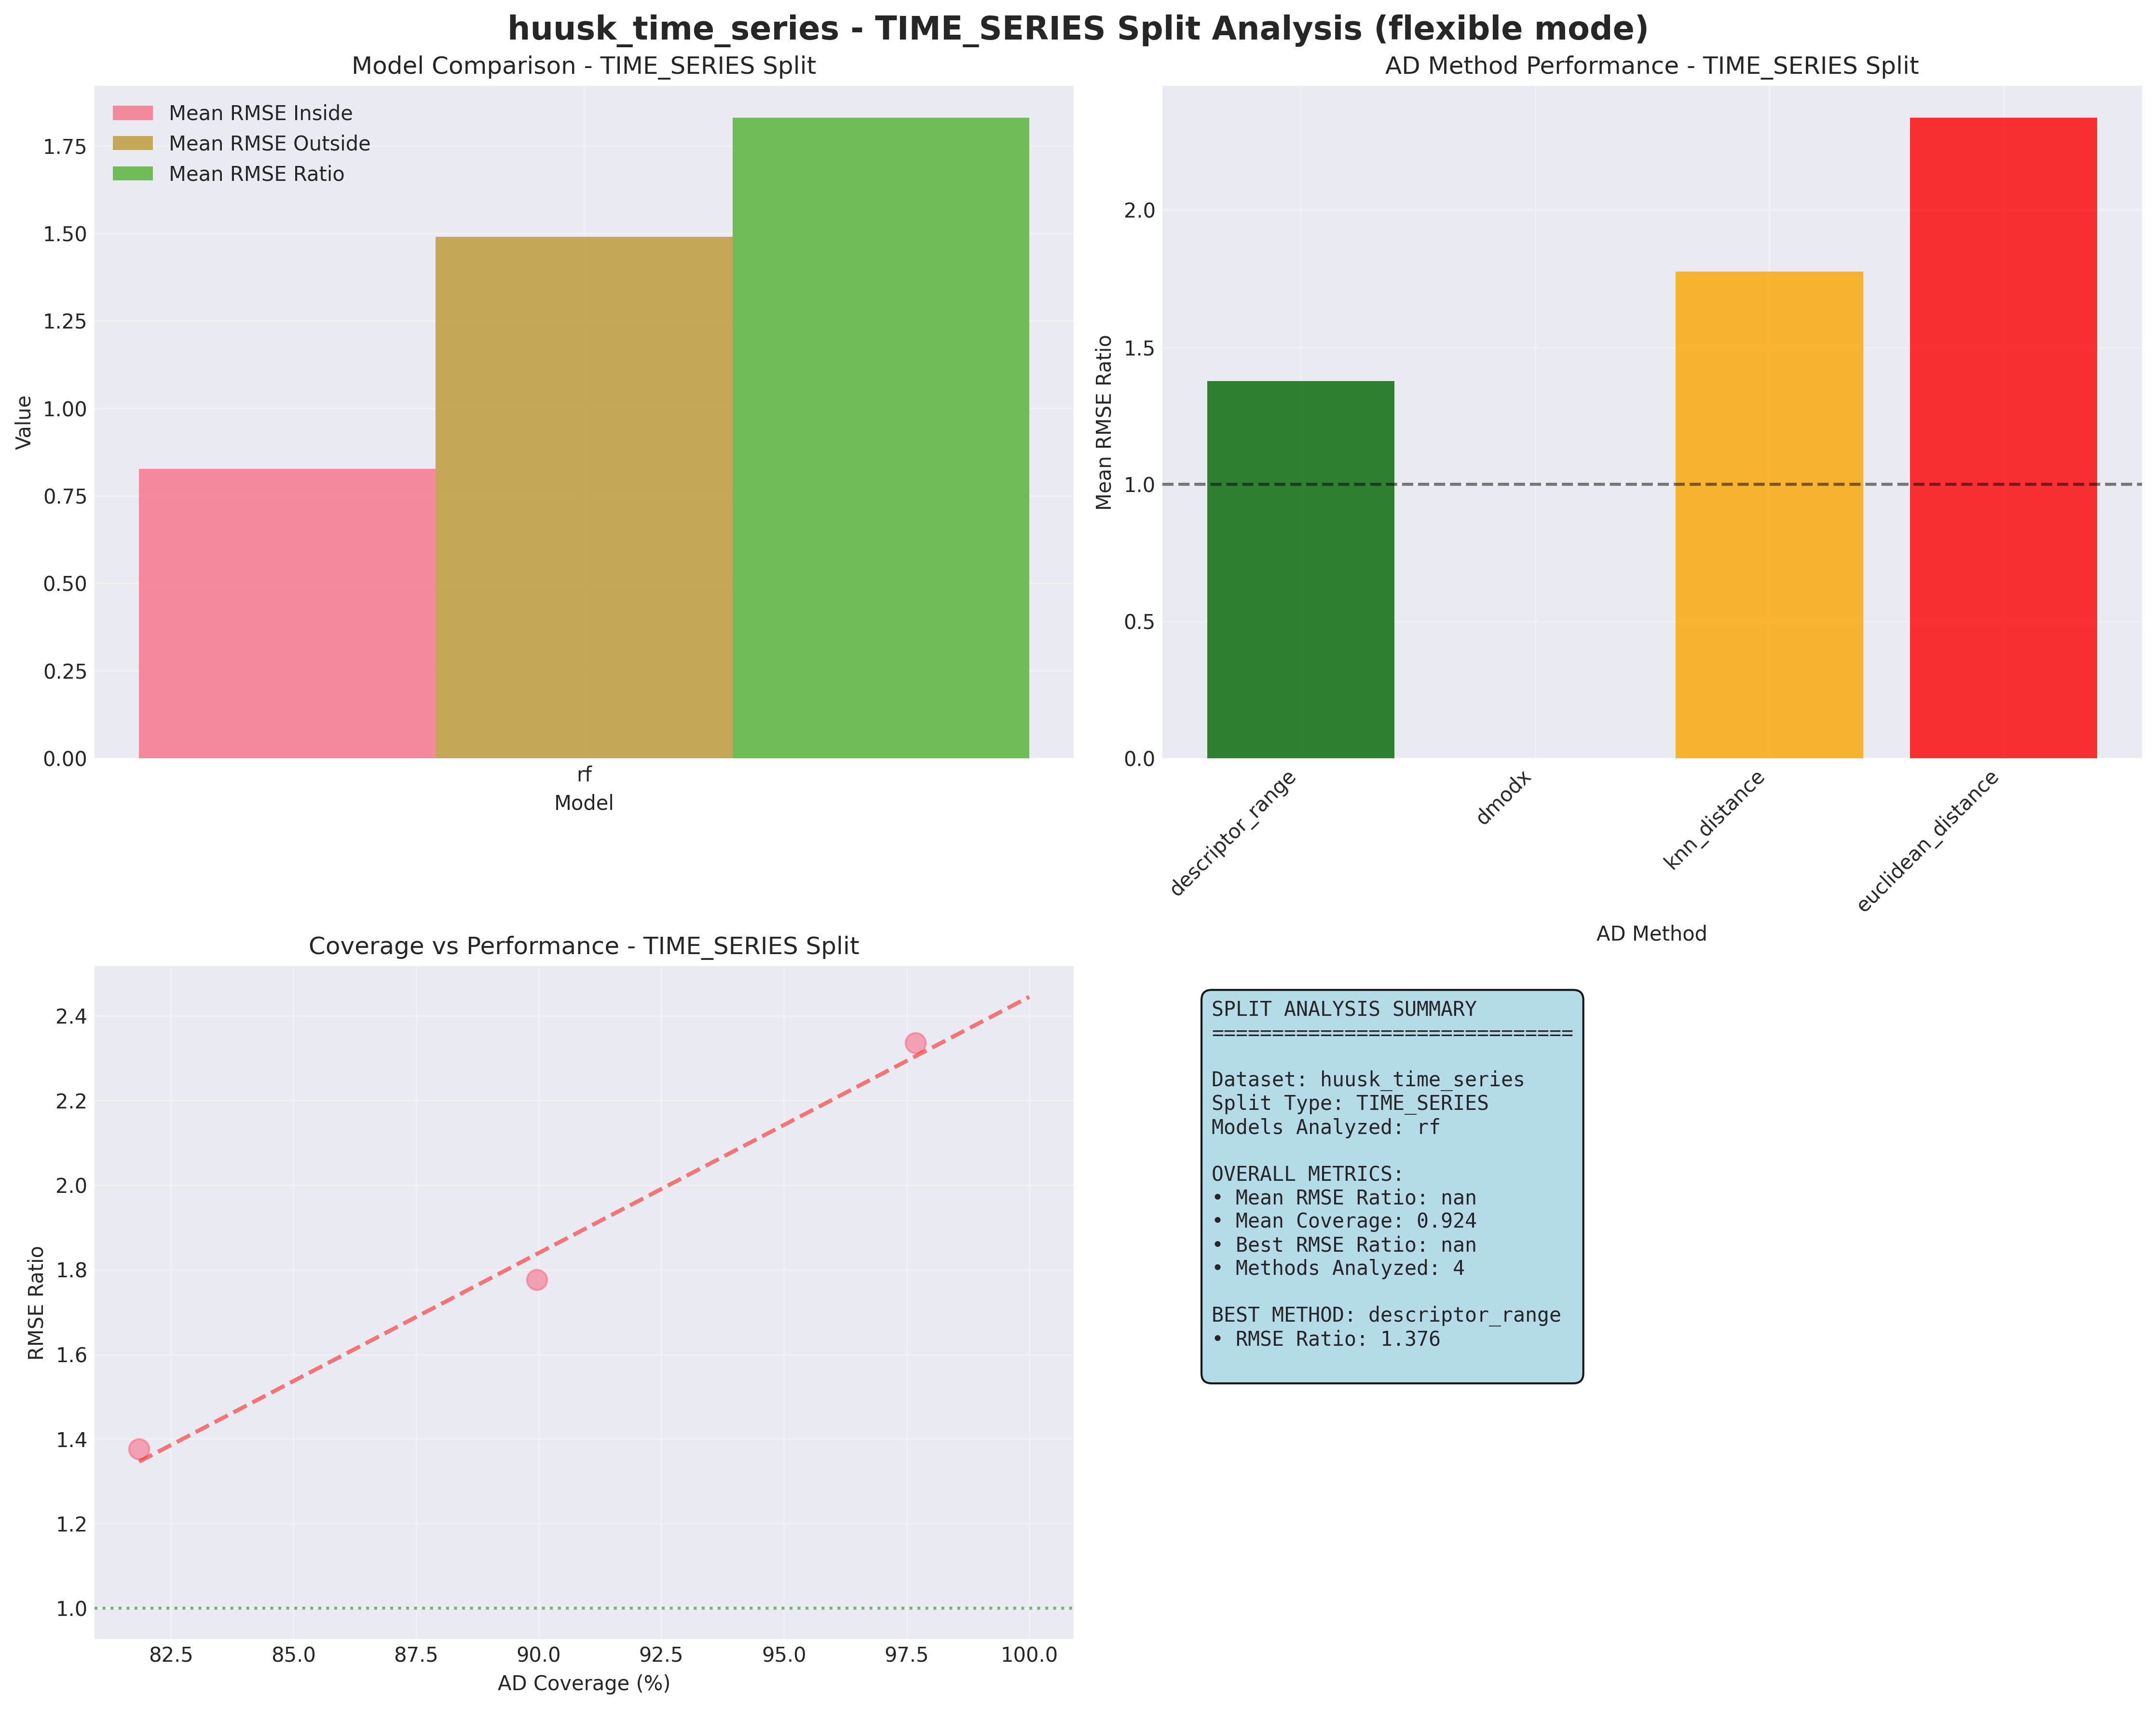 huusk_time_series - TIME_SERIES Split Analysis (flexible mode)
Model Comparison - TIME_SERIES Split
Mean RMSE Inside
Mean RMSE Outside
Mean RMSE Ratio
Value
1.75
1.50
1.25
1.00
0.75
0.50
0.25
0.00
rf
Model
AD Method Performance - TIME_SERIES Split
Mean RMSE Ratio
2.0
1.5
1.0
0.5
0.0
descriptor_range
dmodx
knn_distance
euclidean_distance
AD Method
Coverage vs Performance - TIME_SERIES Split
RMSE Ratio
2.4
2.2
2.0
1.8
1.6
1.4
1.2
1.0
82.5 85.0 87.5 90.0 92.5 95.0 97.5 100.0
AD Coverage (%)
SPLIT ANALYSIS SUMMARY
==============================
Dataset: huusk_time_series
Split Type: TIME_SERIES
Models Analyzed: rf
OVERALL METRICS:
• Mean RMSE Ratio: nan
• Mean Coverage: 0.924
• Best RMSE Ratio: nan
• Methods Analyzed: 4
BEST METHOD: descriptor_range
• RMSE Ratio: 1.376